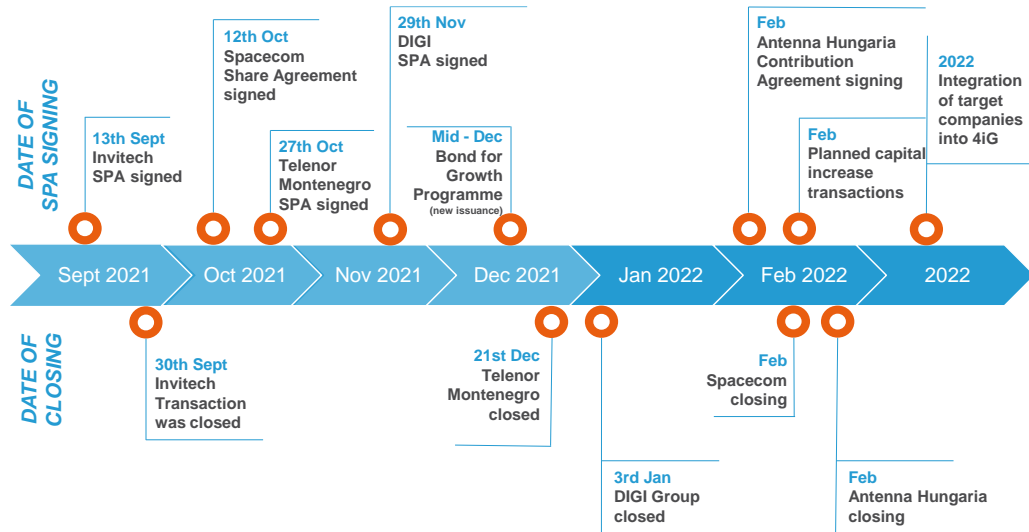 DATE OF
SPA SIGNING
13th Sept
Invitech
SPA signed
12th Oct
Spacecom
Share Agreement
signed
27th Oct
Telenor
Montenegro
SPA signed
29th Nov
DIGI
SPA signed
Mid - Dec
Bond for
Growth
Programme
(new issuance)
Feb
Antenna Hungaria
Contribution
Agreement signing
Feb
Planned capital
increase
transactions
2022
Integration
of target
companies
into 4iG
Sept 2021
Oct 2021
Nov 2021
Dec 2021
Jan 2022
Feb 2022
2022
DATE OF
CLOSING
30th Sept
Invitech
Transaction
was closed
21st Dec
Telenor
Montenegro
closed
3rd Jan
DIGI Group
closed
Feb
Spacecom
closing
Feb
Antenna Hungaria
closing